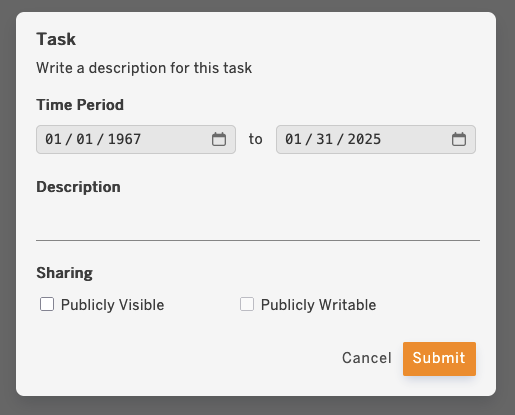 Task
Write a description for this task
Time Period
01/01/1967 to 01/31/2025
Description
Sharing
Publicly Visible Publicly Writable
Cancel Submit